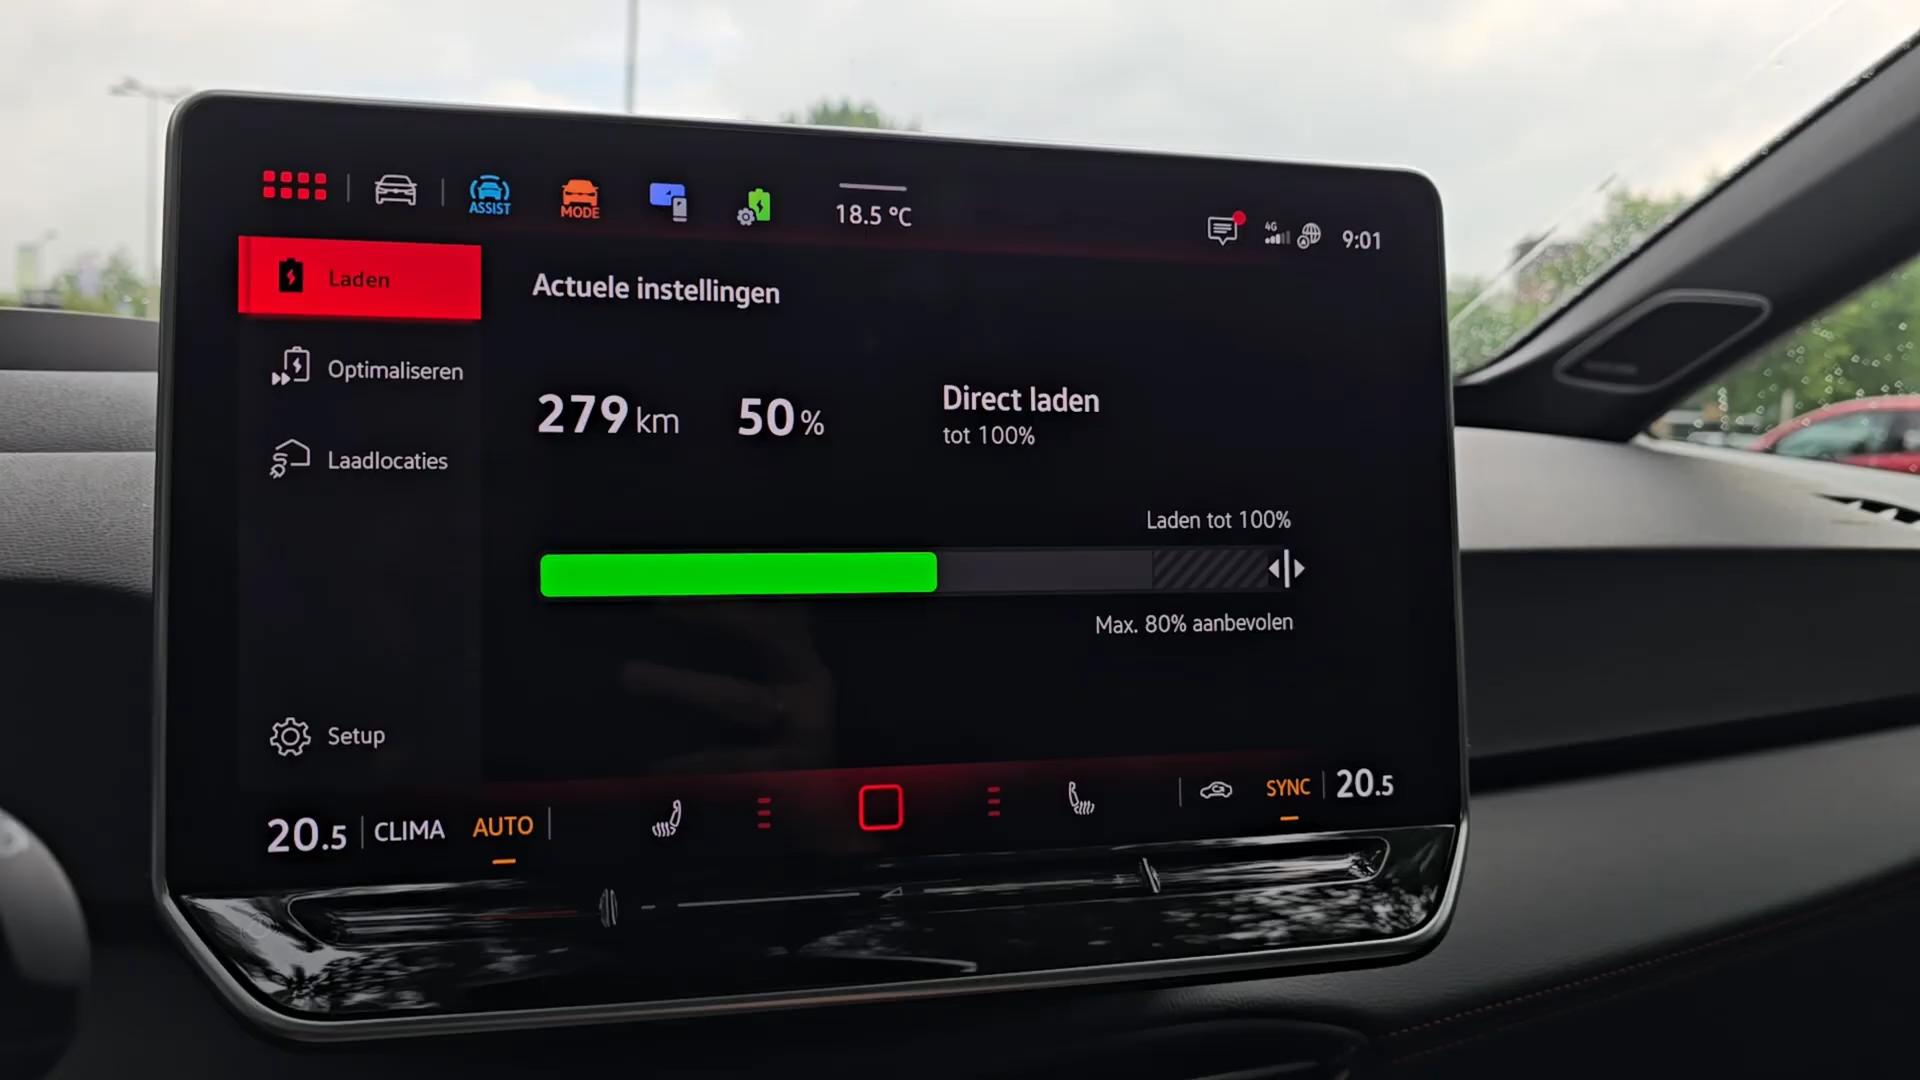 ASSIST
MODE
18.5 °C
4G
9:01
Laden
Actuele instellingen
Optimaliseren
279 km 50 %
Direct laden
tot 100%
Laadlocaties
Laden tot 100%
Max. 80% aanbevolen
Setup
20.5 CLIMA AUTO
SYNC 20.5